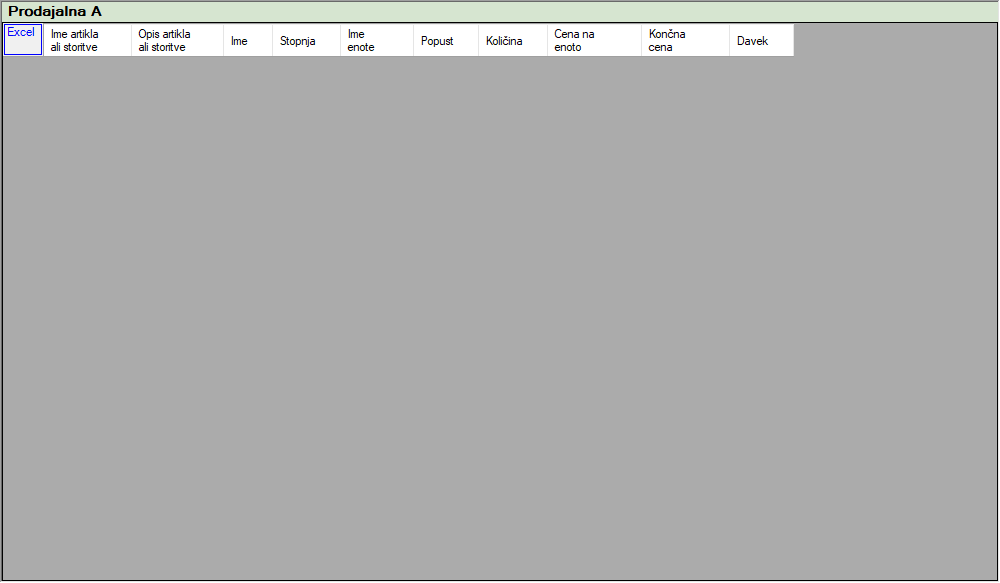 Prodajalna A
Excel
Ime artikla
ali storitve
Opis artikla
ali storitve
Ime
Stopnja
Ime
enote
Popust
Količina
Cena na
enoto
Končna
cena
Davek